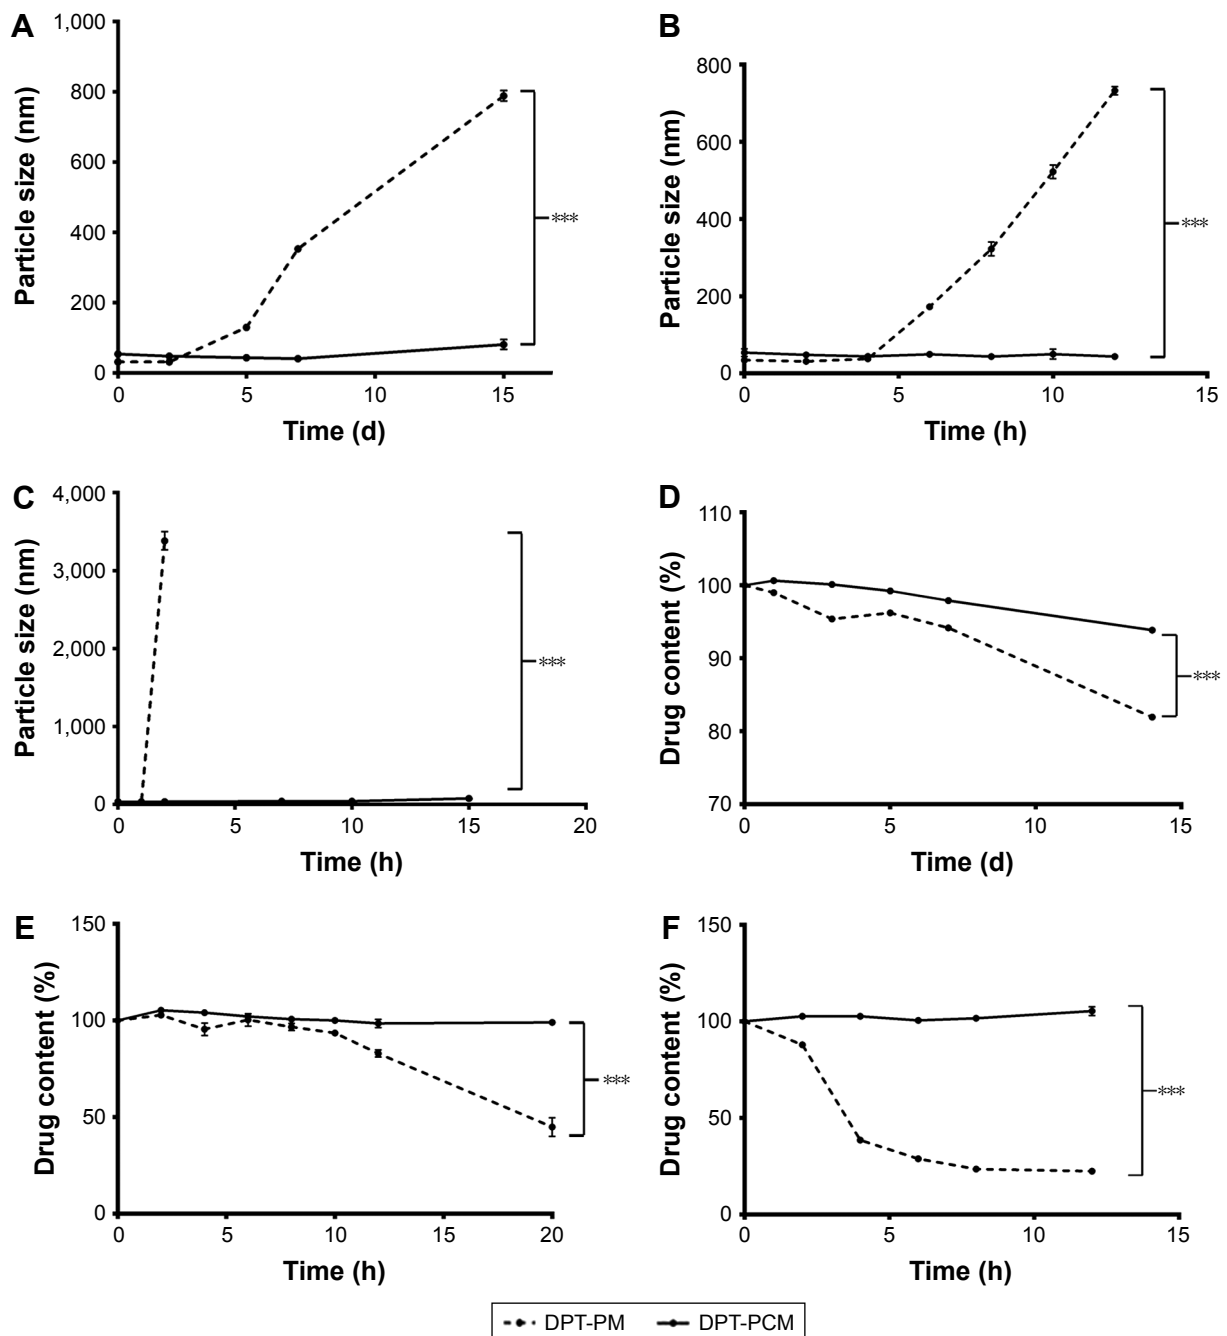 A
Particle size (nm)
1,000
800
600
400
200
0
0 5 10 15
Time (d)
***
B
Particle size (nm)
800
600
400
200
0
0 5 10 15
Time (h)
***
C
Particle size (nm)
4,000
3,000
2,000
1,000
0
0 5 10 15 20
Time (h)
***
D
Drug content (%)
110
100
90
80
70
0 5 10 15
Time (d)
***
E
Drug content (%)
150
100
50
0
0 5 10 15 20
Time (h)
***
F
Drug content (%)
150
100
50
0
0 5 10 15
Time (h)
***
DPT-PM DPT-PCM